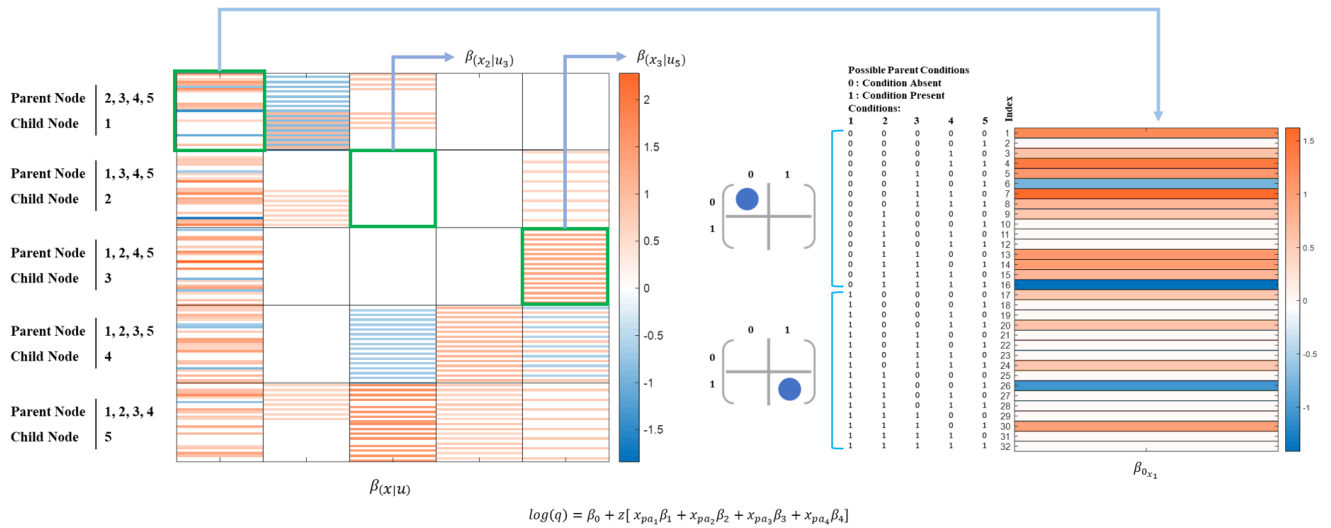 β(x₂|u₃)
β(x₃|u₅)
Parent Node 2, 3, 4, 5
Child Node 1
Parent Node 1, 3, 4, 5
Child Node 2
Parent Node 1, 2, 4, 5
Child Node 3
Parent Node 1, 2, 3, 5
Child Node 4
Parent Node 1, 2, 3, 4
Child Node 5
2
1.5
1
0.5
0
-0.5
-1
-1.5
β(x|u)
0 1
0
1
0 1
0
1
Possible Parent Conditions
0 : Condition Absent
1 : Condition Present
Conditions:
Index
1 2 3 4 5
0 0 0 0 0 1
0 0 0 0 1 2
0 0 0 1 0 3
0 0 0 1 1 4
0 0 1 0 0 5
0 0 1 0 1 6
0 0 1 1 0 7
0 0 1 1 1 8
0 1 0 0 0 9
0 1 0 0 1 10
0 1 0 1 0 11
0 1 0 1 1 12
0 1 1 0 0 13
0 1 1 0 1 14
0 1 1 1 0 15
0 1 1 1 1 16
1 0 0 0 0 17
1 0 0 0 1 18
1 0 0 1 0 19
1 0 0 1 1 20
1 0 1 0 0 21
1 0 1 0 1 22
1 0 1 1 0 23
1 0 1 1 1 24
1 1 0 0 0 25
1 1 0 0 1 26
1 1 0 1 0 27
1 1 0 1 1 28
1 1 1 0 0 29
1 1 1 0 1 30
1 1 1 1 0 31
1 1 1 1 1 32
1.5
1
0.5
0
-0.5
-1
β₀ₓ₁
log(q) = β₀ + z[ x_pa₁β₁ + x_pa₂β₂ + x_pa₃β₃ + x_pa₄β₄]